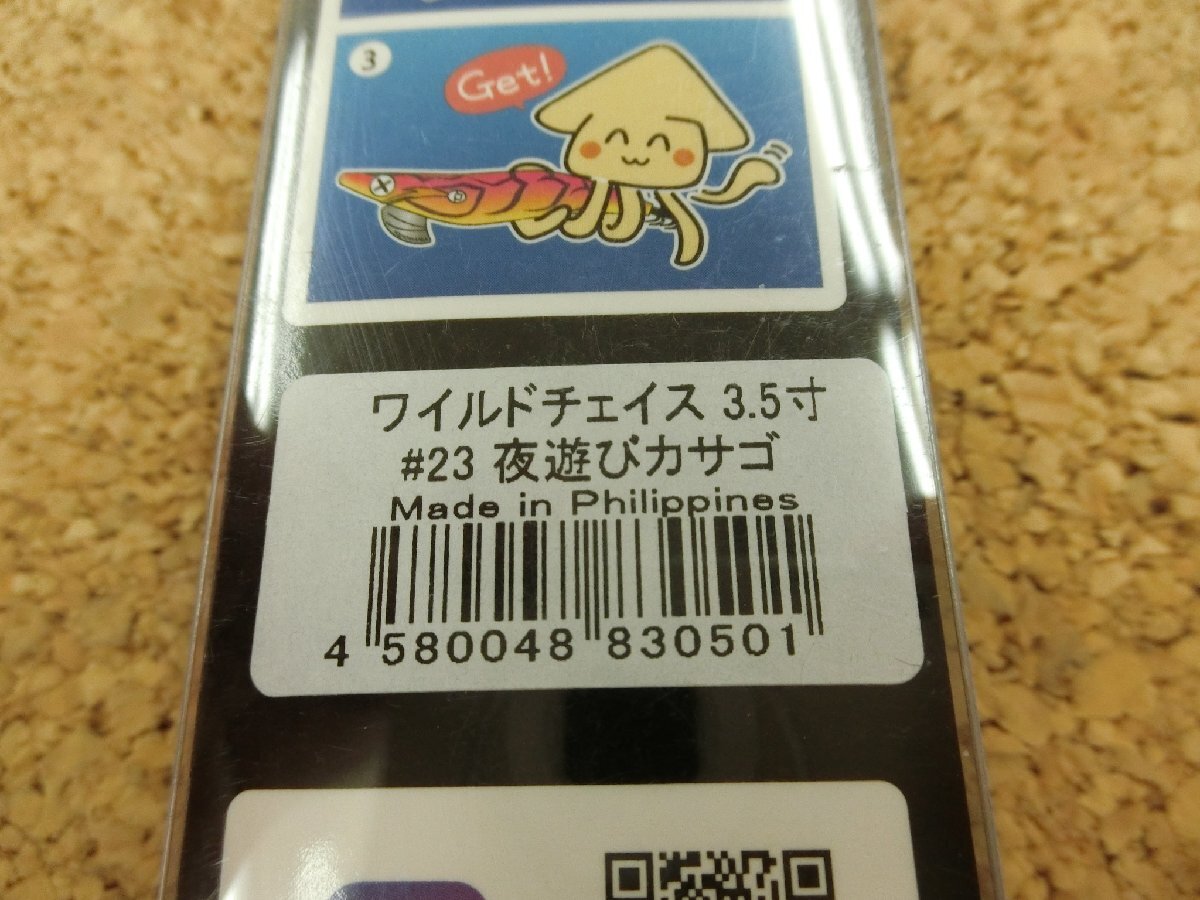 3
Get!
ワイルドチェイス 3.5寸
#23 夜遊びカサゴ
Made in Philippines
4 580048 830501